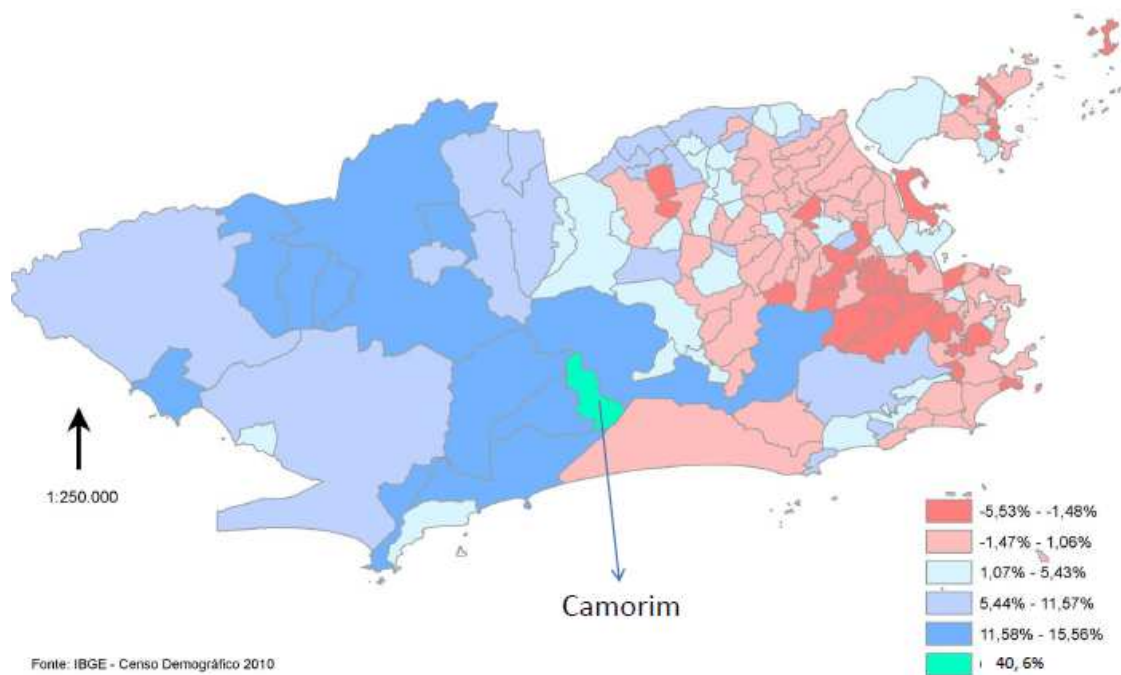 1:250.000
Camorim
-5,53% - -1,48%
-1,47% - 1,06%
1,07% - 5,43%
5,44% - 11,57%
11,58% - 15,56%
40, 6%
Fonte: IBGE - Censo Demográfico 2010